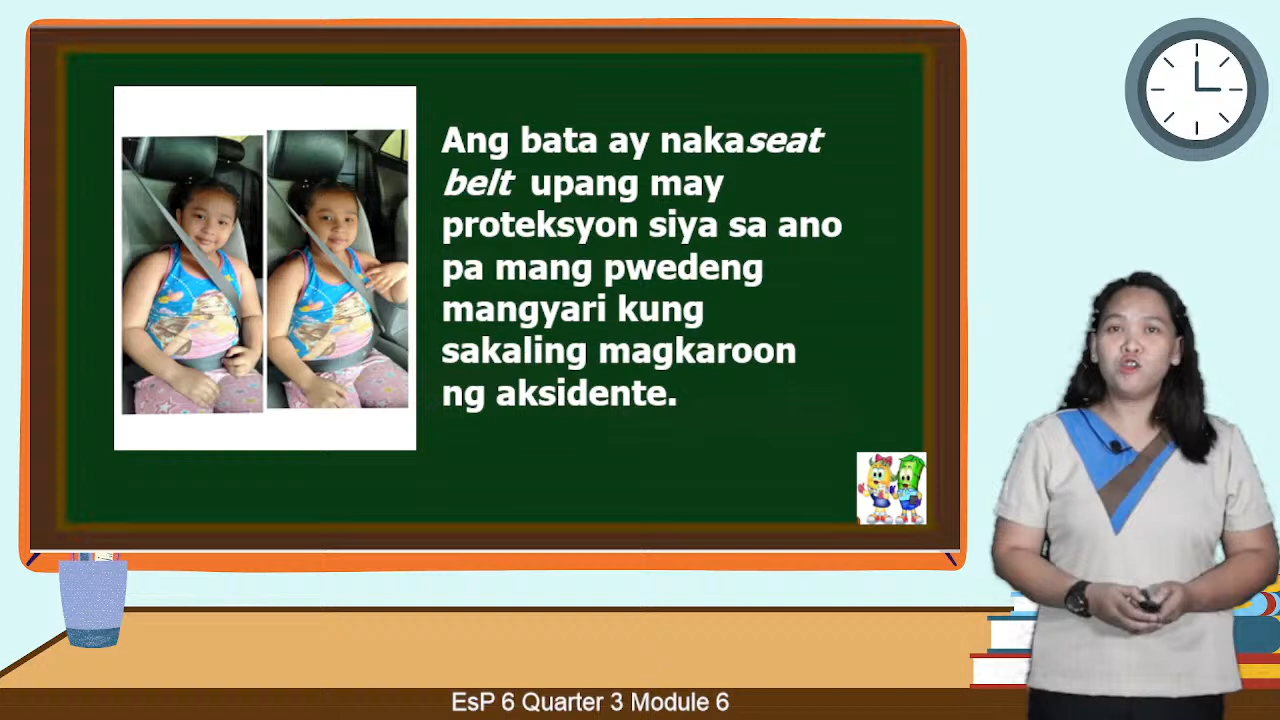 Ang bata ay nakaseat
belt upang may
proteksyon siya sa ano
pa mang pwedeng
mangyari kung
sakaling magkaroon
ng aksidente.
EsP 6 Quarter 3 Module 6